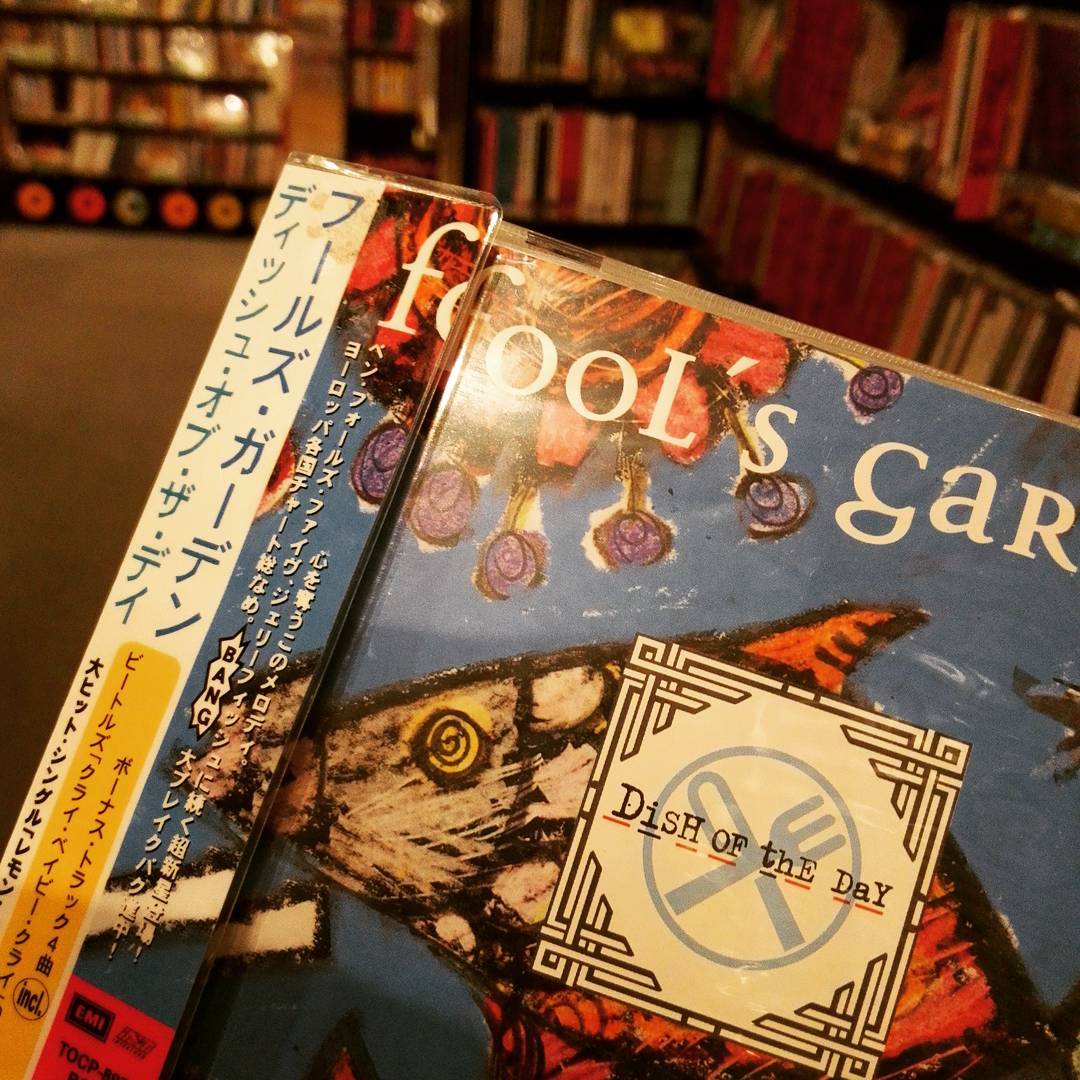 フールズ・ガーデン
ディッシュ・オブ・ザ・デイ
ベン・フォールズ・ファイヴ、ジェリーフィッシュに続く超新星
ヨーロッパ各国チャート総なめ。
心を奪うこのメロディ。
BANG
大ブレイクバク進中!
ボーナス・トラック4曲
incl.
ビートルズ「クライ・ベイビー・クライ
大ヒット・シングル「レモン・
EMI
TOCP-
fool's gar
DisH OF thE DaY